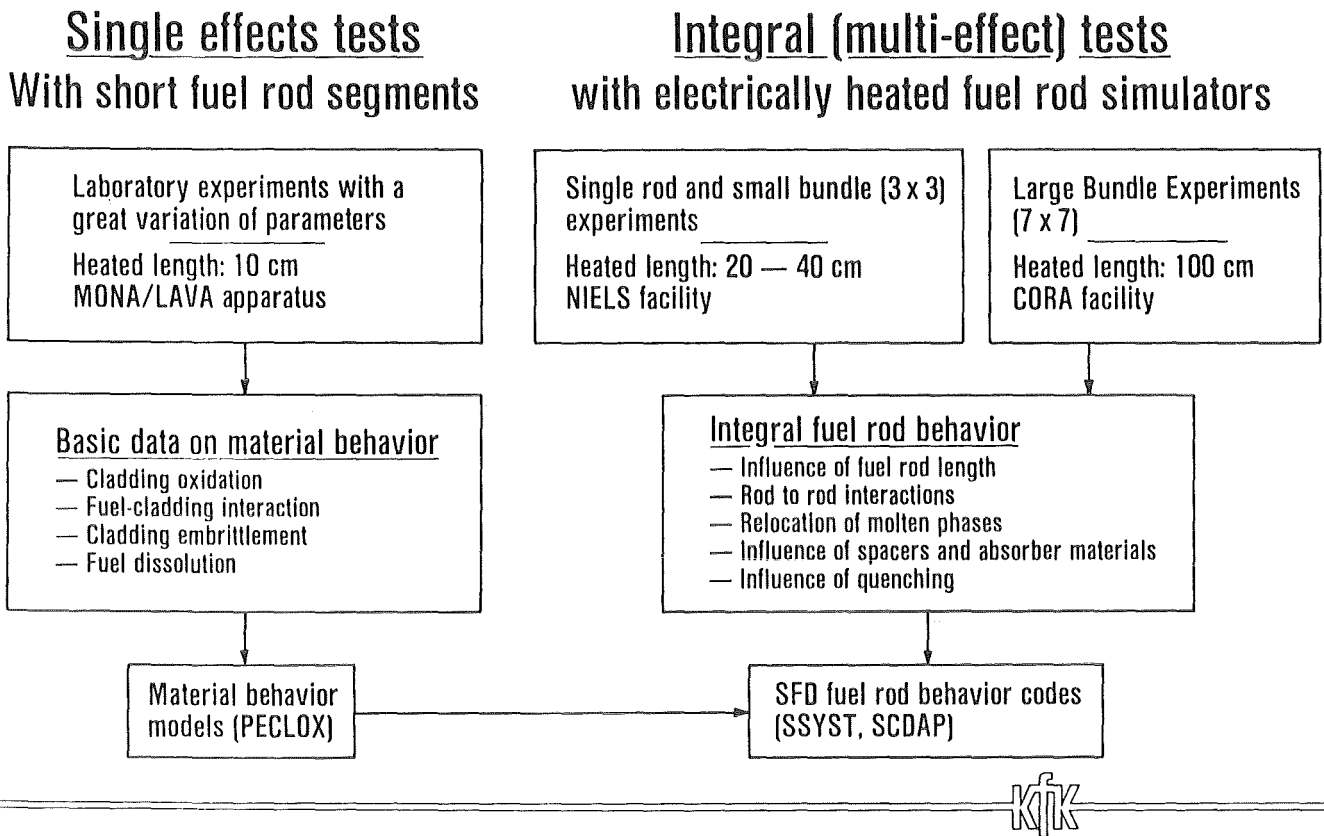 Single effects tests
With short fuel rod segments
Integral (multi-effect) tests
with electrically heated fuel rod simulators
Laboratory experiments with a
great variation of parameters
Heated length: 10 cm
MONA/LAVA apparatus
Single rod and small bundle (3 x 3)
experiments
Heated length: 20 — 40 cm
NIELS facility
Large Bundle Experiments
(7 x 7)
Heated length: 100 cm
CORA facility
Basic data on material behavior
— Cladding oxidation
— Fuel-cladding interaction
— Cladding embrittlement
— Fuel dissolution
Integral fuel rod behavior
— Influence of fuel rod length
— Rod to rod interactions
— Relocation of molten phases
— Influence of spacers and absorber materials
— Influence of quenching
Material behavior
models (PECLOX)
SFD fuel rod behavior codes
(SSYST, SCDAP)
KfK